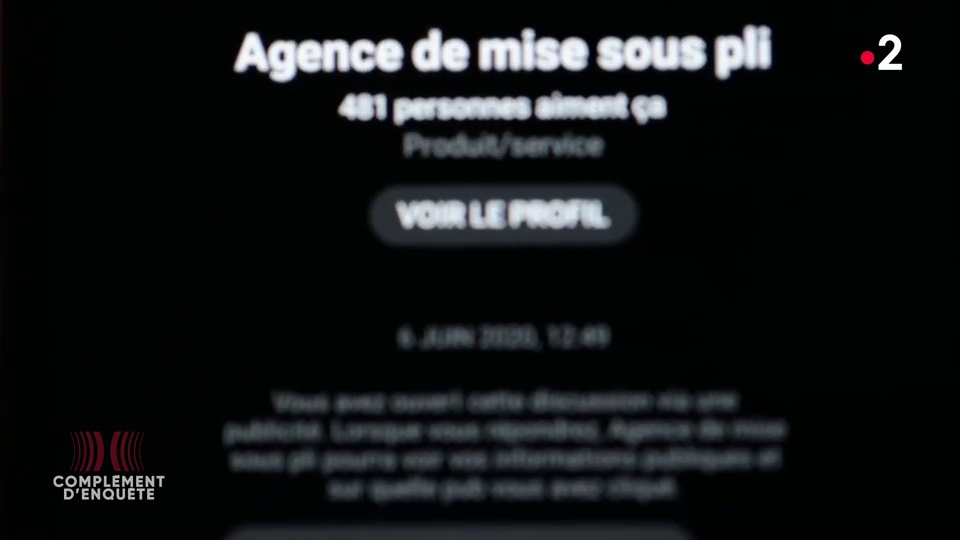 Agence de mise sous pli
481 personnes aiment ça
Produit/service
VOIR LE PROFIL
6 JUIN 2020, 12:49
Vous avez ouvert cette discussion via une
publicité. Lorsque vous répondrez, Agence de mise
sous pli pourra voir vos informations publiques et
sur quelle pub vous avez cliqué.
2
COMPLÉMENT
D'ENQUÊTE